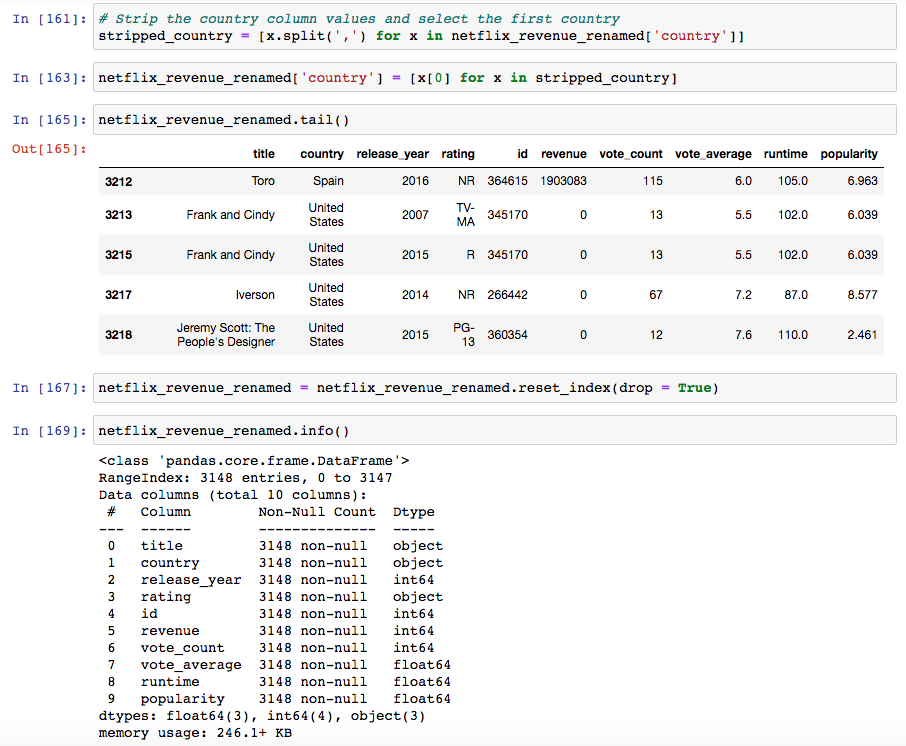 In [161]: # Strip the country column values and select the first country
stripped_country = [x.split(',') for x in netflix_revenue_renamed['country']]
In [163]: netflix_revenue_renamed['country'] = [x[0] for x in stripped_country]
In [165]: netflix_revenue_renamed.tail()
Out[165]:
title country release_year rating id revenue vote_count vote_average runtime popularity
3212 Toro Spain 2016 NR 364615 1903083 115 6.0 105.0 6.963
3213 Frank and Cindy United States 2007 TV-MA 345170 0 13 5.5 102.0 6.039
3215 Frank and Cindy United States 2015 R 345170 0 13 5.5 102.0 6.039
3217 Iverson United States 2014 NR 266442 0 67 7.2 87.0 8.577
3218 Jeremy Scott: The People's Designer United States 2015 PG-13 360354 0 12 7.6 110.0 2.461
In [167]: netflix_revenue_renamed = netflix_revenue_renamed.reset_index(drop = True)
In [169]: netflix_revenue_renamed.info()
<class 'pandas.core.frame.DataFrame'>
RangeIndex: 3148 entries, 0 to 3147
Data columns (total 10 columns):
# Column Non-Null Count Dtype
--- ------ -------------- -----
0 title 3148 non-null object
1 country 3148 non-null object
2 release_year 3148 non-null int64
3 rating 3148 non-null object
4 id 3148 non-null int64
5 revenue 3148 non-null int64
6 vote_count 3148 non-null int64
7 vote_average 3148 non-null float64
8 runtime 3148 non-null float64
9 popularity 3148 non-null float64
dtypes: float64(3), int64(4), object(3)
memory usage: 246.1+ KB